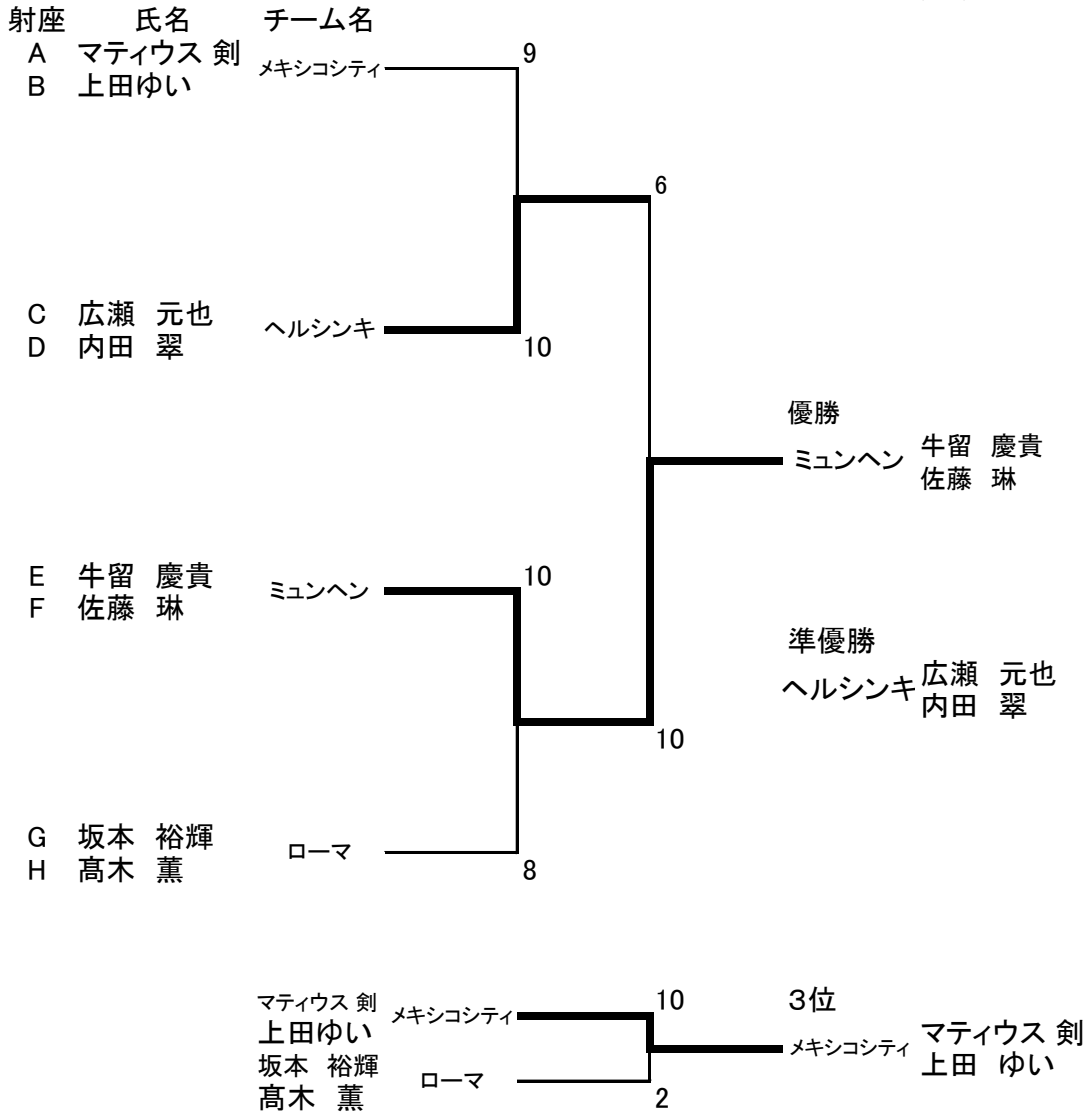 射座 氏名 チーム名
A マティウス 剣
B 上田ゆい
メキシコシティ
9
6
C 広瀬 元也
D 内田 翠
ヘルシンキ
10
優勝
ミュンヘン
牛留 慶貴
佐藤 琳
E 牛留 慶貴
F 佐藤 琳
ミュンヘン
10
準優勝
ヘルシンキ
広瀬 元也
内田 翠
10
G 坂本 裕輝
H 髙木 薫
ローマ
8
マティウス 剣
上田ゆい
メキシコシティ
10
3位
坂本 裕輝
髙木 薫
ローマ
2
メキシコシティ
マティウス 剣
上田 ゆい